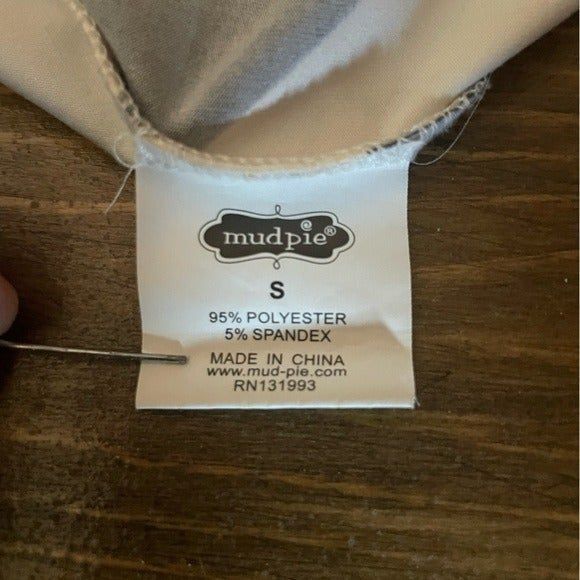 mudpie®
S
95% POLYESTER
5% SPANDEX
MADE IN CHINA
www.mud-pie.com
RN131993